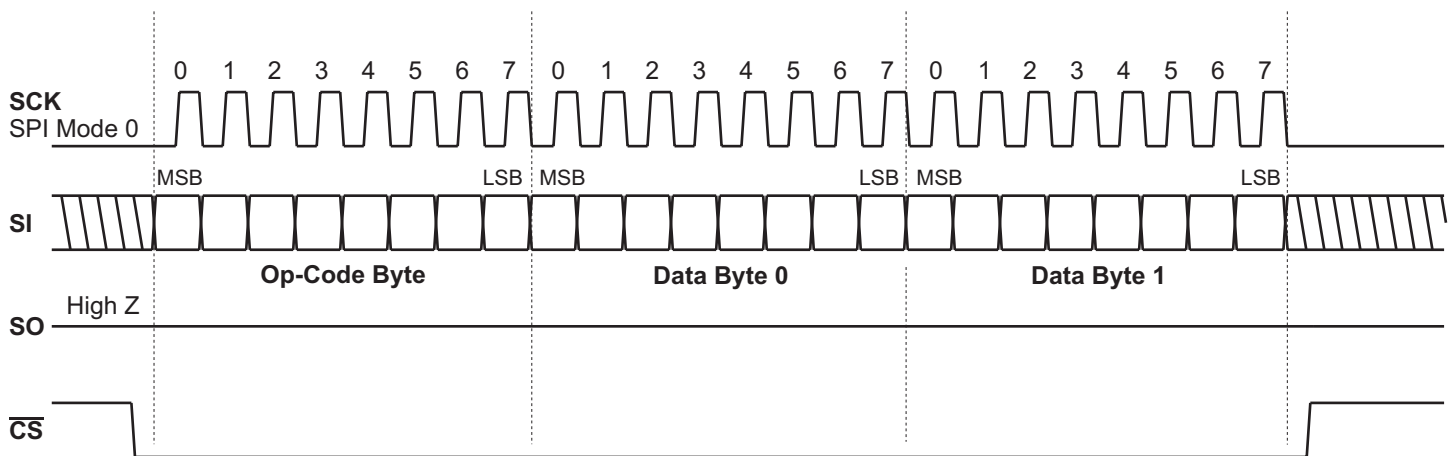 0 1 2 3 4 5 6 7 0 1 2 3 4 5 6 7 0 1 2 3 4 5 6 7
SCK
SPI Mode 0
MSB LSB MSB LSB MSB LSB
SI
Op-Code Byte Data Byte 0 Data Byte 1
High Z
SO
C̅S̅